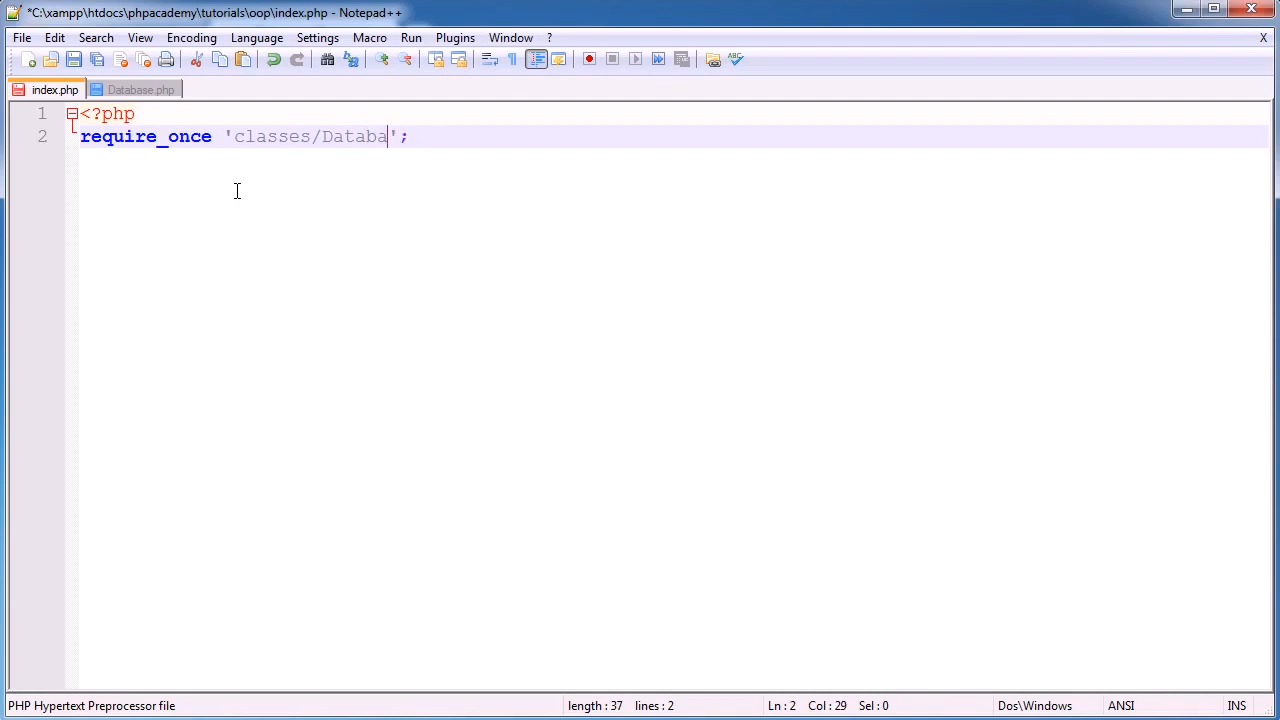 *C:\xampp\htdocs\phpacademy\tutorials\oop\index.php - Notepad++
File Edit Search View Encoding Language Settings Macro Run Plugins Window ? X
index.php Database.php
1 <?php
2 require_once 'classes/Databa';
PHP Hypertext Preprocessor file length : 37 lines : 2 Ln : 2 Col : 29 Sel : 0 Dos\Windows ANSI INS